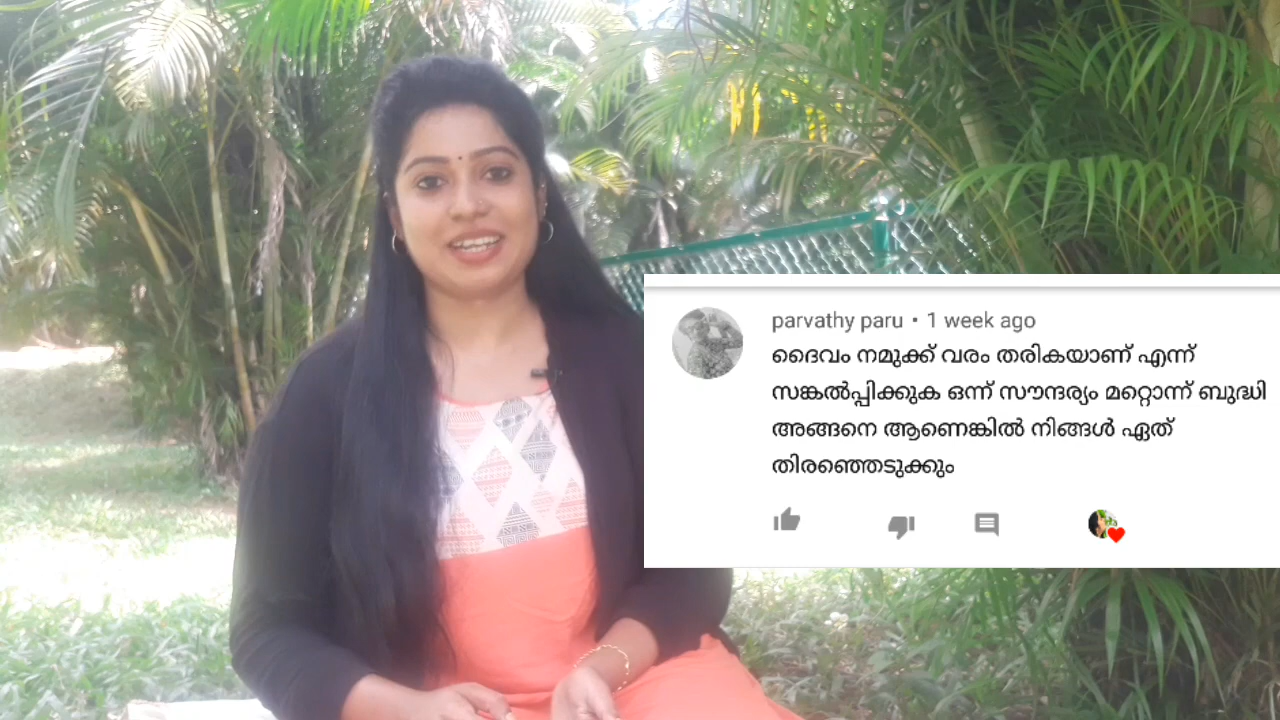 parvathy paru • 1 week ago
ദൈവം നമുക്ക് വരം തരികയാണ് എന്ന്
സങ്കൽപ്പിക്കുക ഒന്ന് സൗന്ദര്യം മറ്റൊന്ന് ബുദ്ധി
അങ്ങനെ ആണെങ്കിൽ നിങ്ങൾ ഏത്
തിരഞ്ഞെടുക്കും